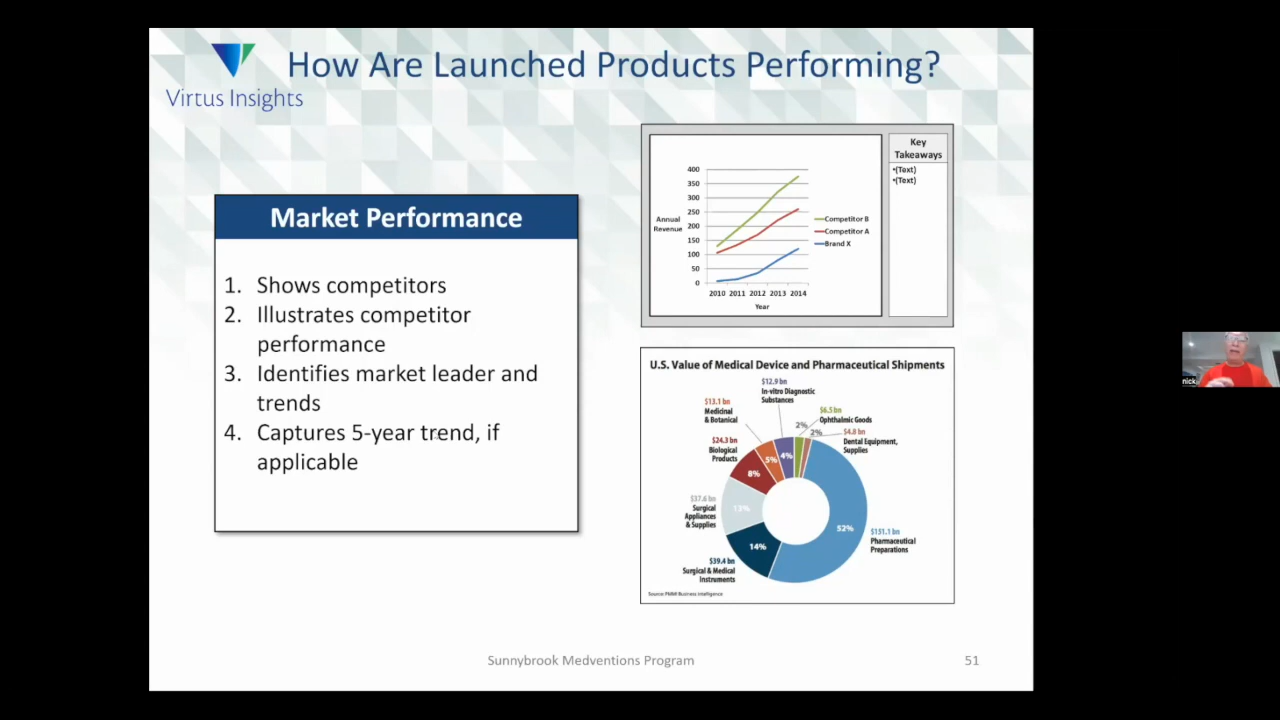 How Are Launched Products Performing?
Virtus Insights
Market Performance
1. Shows competitors
2. Illustrates competitor
performance
3. Identifies market leader and
trends
4. Captures 5-year trend, if
applicable
Key
Takeaways
•(Text)
•(Text)
400
350
300
250
200
150
100
50
0
Annual
Revenue
Competitor B
Competitor A
Brand X
2010 2011 2012 2013 2014
Year
U.S. Value of Medical Device and Pharmaceutical Shipments
$12.9 bn
In-vitro Diagnostic
Substances
$13.1 bn
Medicinal
& Botanical
$6.5 bn
Ophthalmic Goods
2%
2%
$4.8 bn
Dental Equipment,
Supplies
$24.3 bn
Biological
Products
8%
5%
4%
$37.6 bn
Surgical
Appliances
& Supplies
13%
52%
$151.1 bn
Pharmaceutical
Preparations
14%
$39.4 bn
Surgical & Medical
Instruments
Source: PMMI Business Intelligence
Sunnybrook Medventions Program
51
nick